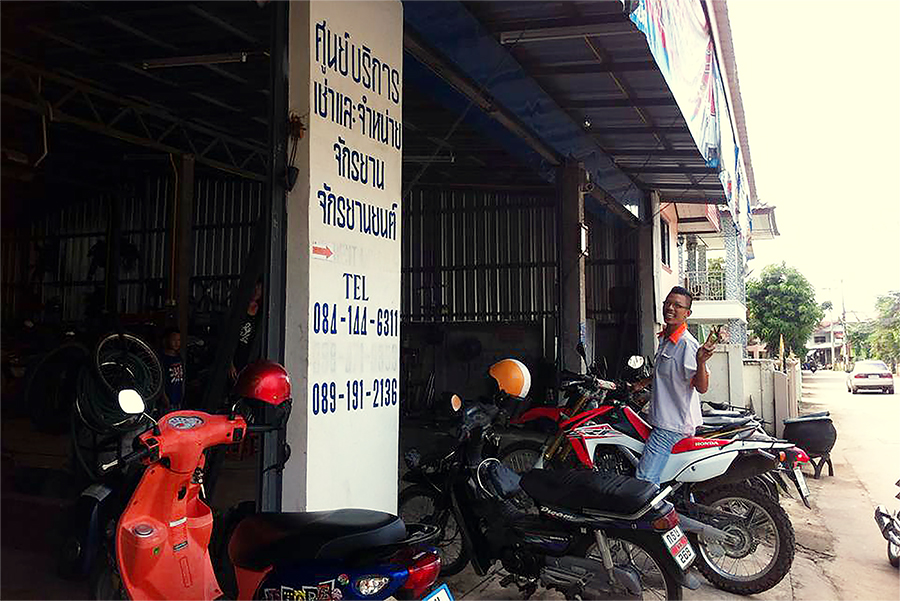 ศูนย์บริการ
เช่าและจำหน่าย
จักรยาน
จักรยานยนต์
TEL
084-144-6311
089-191-2136
HONDA